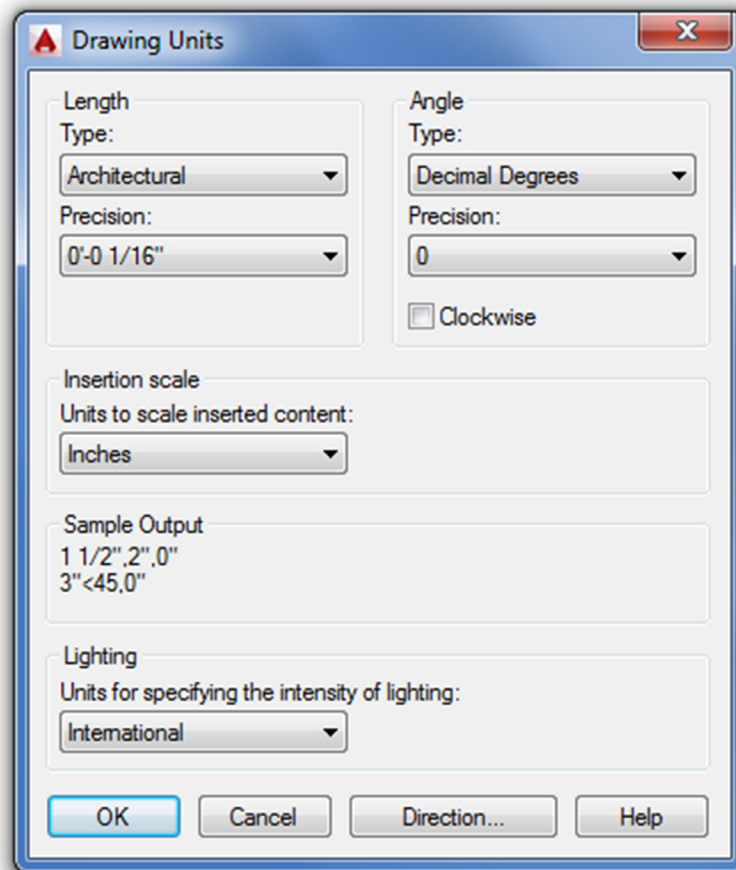 Drawing Units
Length
Type:
Architectural
Precision:
0'-0 1/16"
Angle
Type:
Decimal Degrees
Precision:
0
Clockwise
Insertion scale
Units to scale inserted content:
Inches
Sample Output
1 1/2",2",0"
3"<45,0"
Lighting
Units for specifying the intensity of lighting:
International
OK Cancel Direction... Help